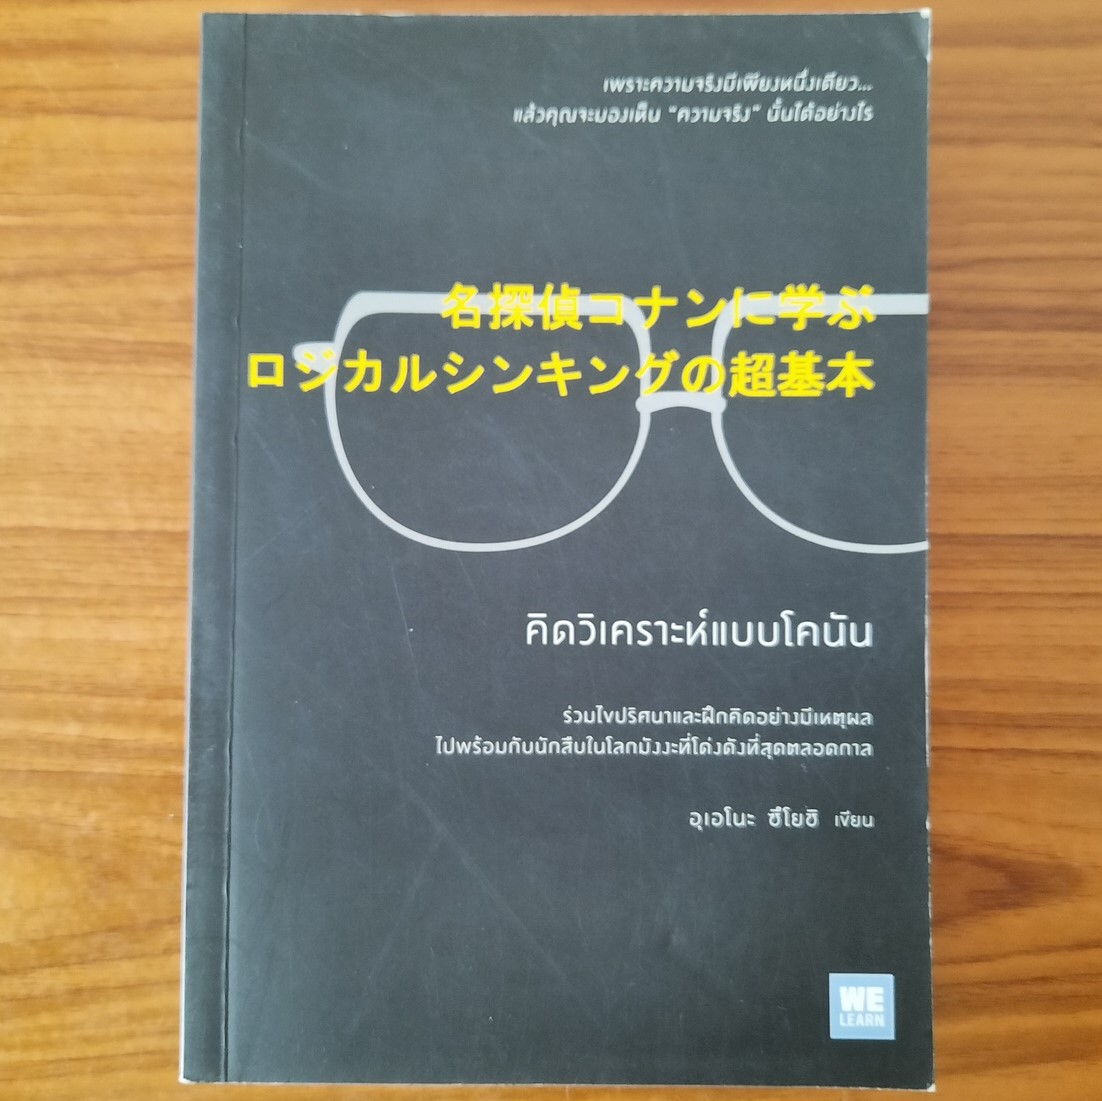 เพราะความจริงมีเพียงหนึ่งเดียว...
แล้วคุณจะมองเห็น "ความจริง" นั้นได้อย่างไร
名探偵コナンに学ぶ
ロジカルシンキングの超基本
คิดวิเคราะห์แบบโคนัน
ร่วมไขปริศนาและฝึกคิดอย่างมีเหตุผล
ไปพร้อมกับนักสืบในโลกมังงะที่โด่งดังที่สุดตลอดกาล
อุเอโนะ ซึโยชิ เขียน
WE
LEARN